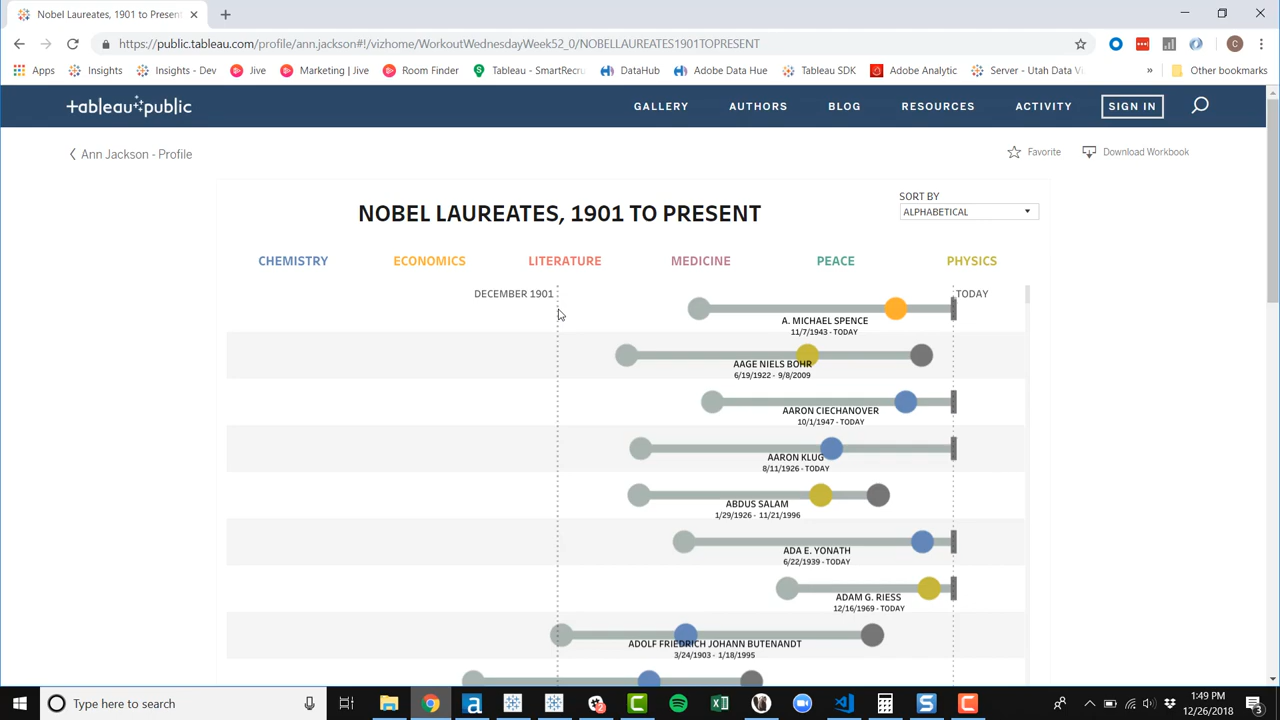 Nobel Laureates, 1901 to Presen
https://public.tableau.com/profile/ann.jackson#!/vizhome/WorkoutWednesdayWeek52_0/NOBELLAUREATES1901TOPRESENT
C
Apps Insights Insights - Dev Jive Marketing | Jive Room Finder Tableau - SmartRecru DataHub Adobe Data Hue Tableau SDK Adobe Analytic Server - Utah Data Vi » Other bookmarks
tableau public GALLERY AUTHORS BLOG RESOURCES ACTIVITY SIGN IN
Ann Jackson - Profile Favorite Download Workbook
SORT BY
NOBEL LAUREATES, 1901 TO PRESENT
ALPHABETICAL
CHEMISTRY ECONOMICS LITERATURE MEDICINE PEACE PHYSICS
DECEMBER 1901 TODAY
A. MICHAEL SPENCE
11/7/1943 - TODAY
AAGE NIELS BOHR
6/19/1922 - 9/8/2009
AARON CIECHANOVER
10/1/1947 - TODAY
AARON KLUG
8/11/1926 - TODAY
ABDUS SALAM
1/29/1926 - 11/21/1996
ADA E. YONATH
6/22/1939 - TODAY
ADAM G. RIESS
12/16/1969 - TODAY
ADOLF FRIEDRICH JOHANN BUTENANDT
3/24/1903 - 1/18/1995
Type here to search
1:49 PM
12/26/2018